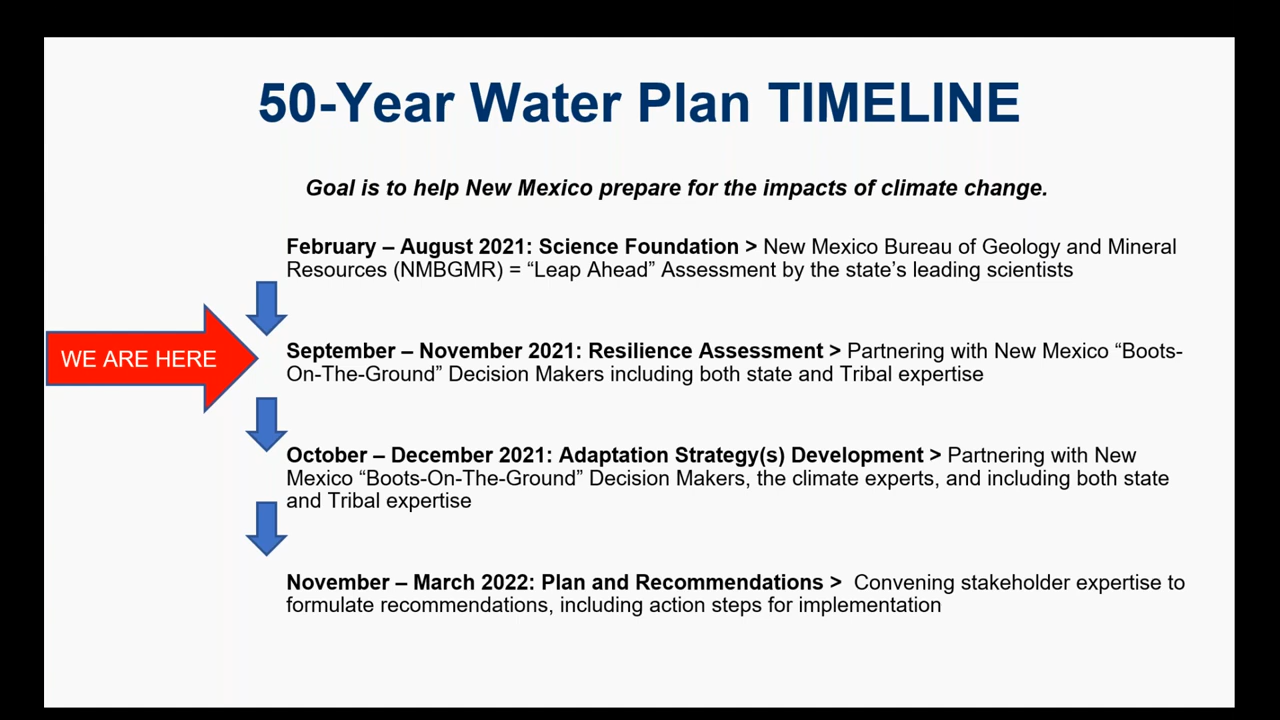 50-Year Water Plan TIMELINE
Goal is to help New Mexico prepare for the impacts of climate change.
February – August 2021: Science Foundation > New Mexico Bureau of Geology and Mineral
Resources (NMBGMR) = “Leap Ahead” Assessment by the state’s leading scientists
WE ARE HERE
September – November 2021: Resilience Assessment > Partnering with New Mexico “Boots-
On-The-Ground” Decision Makers including both state and Tribal expertise
October – December 2021: Adaptation Strategy(s) Development > Partnering with New
Mexico “Boots-On-The-Ground” Decision Makers, the climate experts, and including both state
and Tribal expertise
November – March 2022: Plan and Recommendations > Convening stakeholder expertise to
formulate recommendations, including action steps for implementation